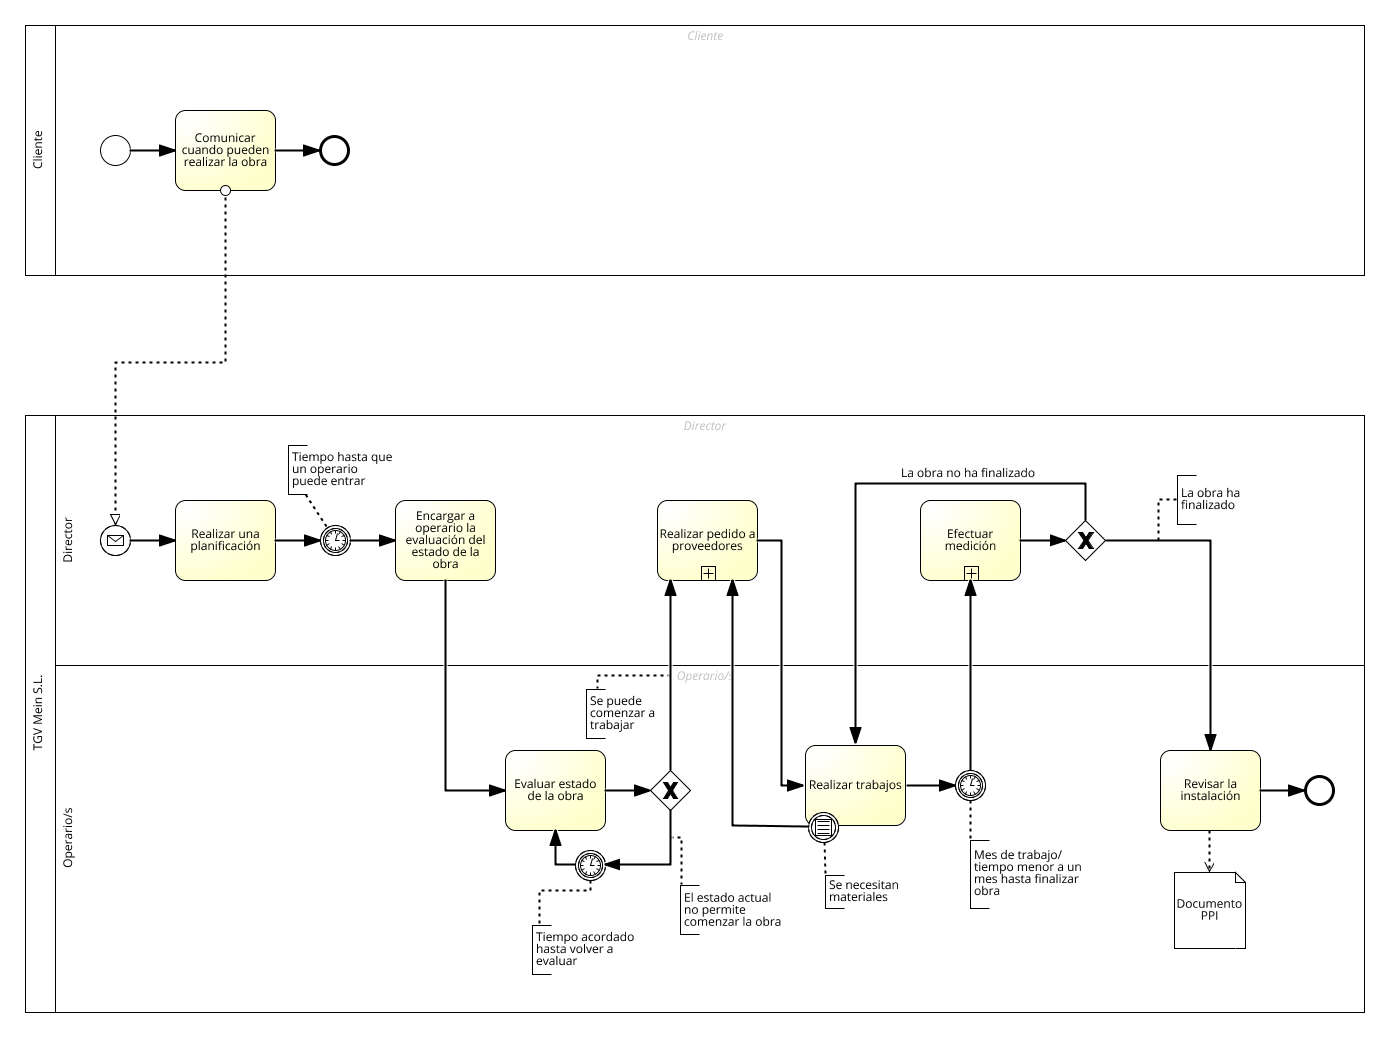 Cliente
Cliente
Comunicar
cuando pueden
realizar la obra
TGV Mein S.L.
Director
Director
Tiempo hasta que
un operario
puede entrar
Realizar una
planificación
Encargar a
operario la
evaluación del
estado de la
obra
Realizar pedido a
proveedores
La obra no ha finalizado
Efectuar
medición
La obra ha
finalizado
Operario/s
Operario/s
Se puede
comenzar a
trabajar
Evaluar estado
de la obra
Tiempo acordado
hasta volver a
evaluar
El estado actual
no permite
comenzar la obra
Realizar trabajos
Se necesitan
materiales
Mes de trabajo/
tiempo menor a un
mes hasta finalizar
obra
Revisar la
instalación
Documento
PPI